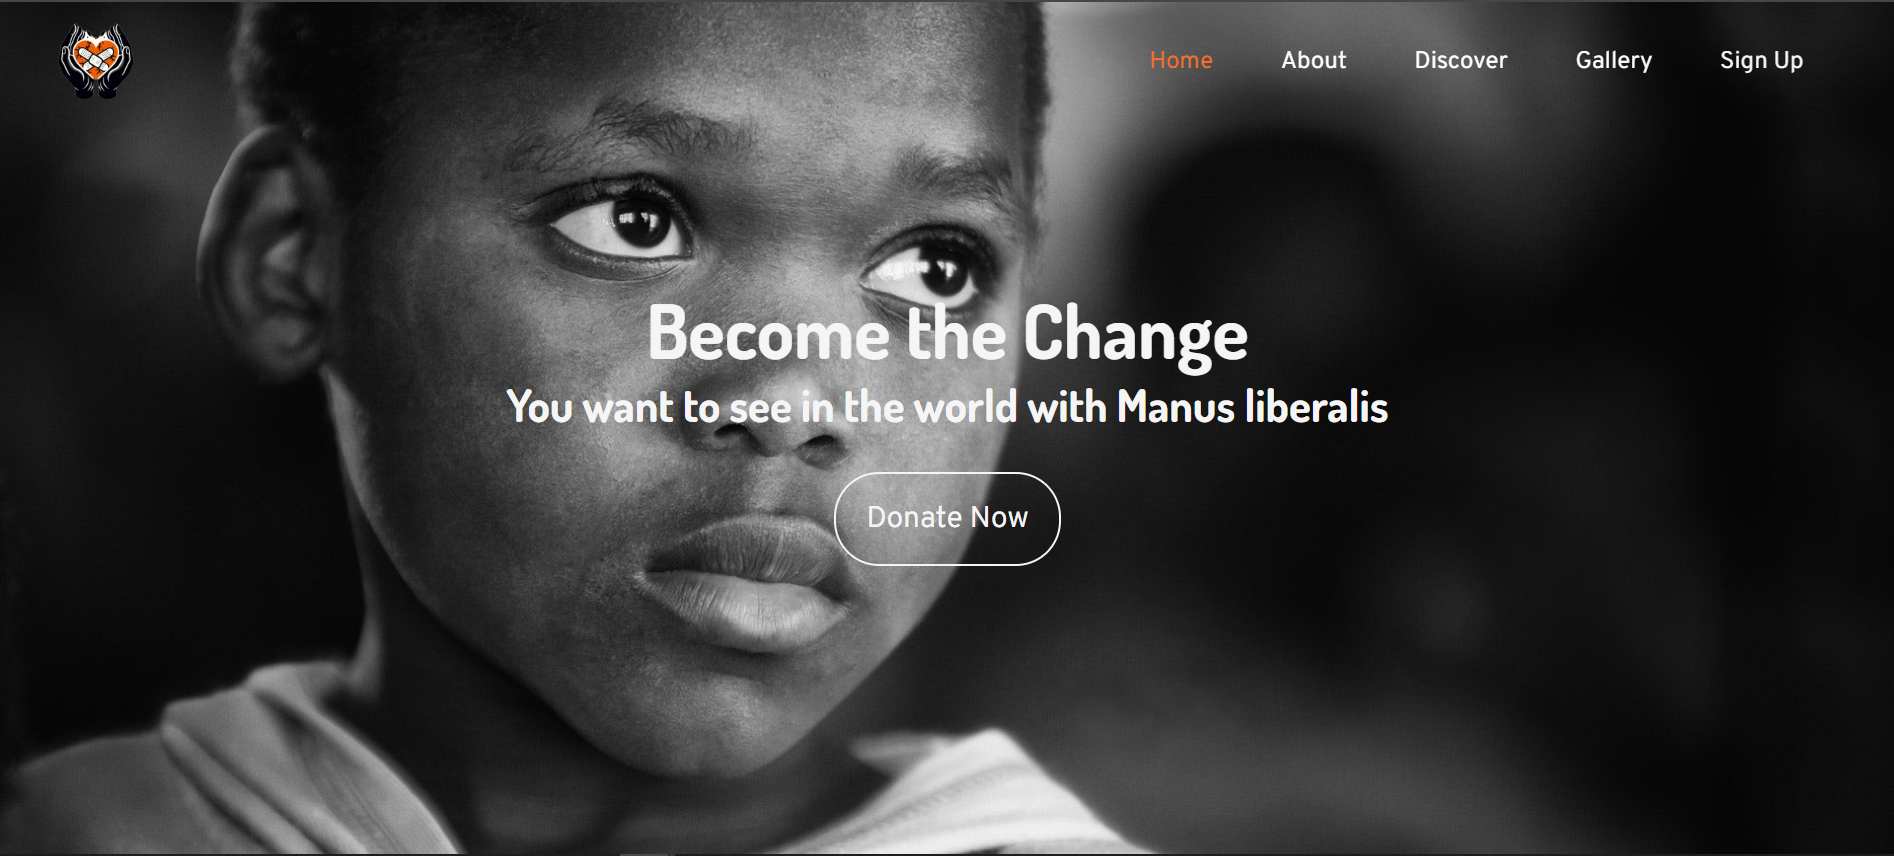 Home About Discover Gallery Sign Up
Become the Change
You want to see in the world with Manus liberalis
Donate Now